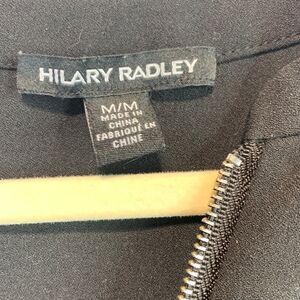 HILARY RADLEY
M/M
MADE IN
CHINA
FABRIQUÉ EN
CHINE